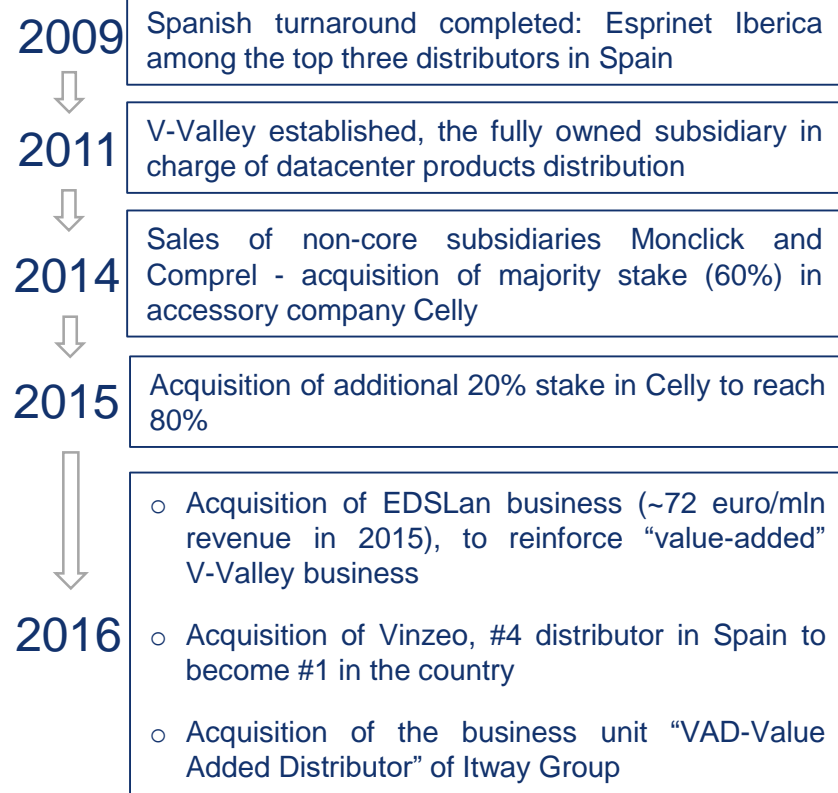 2009
Spanish turnaround completed: Esprinet Iberica
among the top three distributors in Spain
2011
V-Valley established, the fully owned subsidiary in
charge of datacenter products distribution
2014
Sales of non-core subsidiaries Monclick and
Comprel - acquisition of majority stake (60%) in
accessory company Celly
2015
Acquisition of additional 20% stake in Celly to reach
80%
2016
o Acquisition of EDSLan business (~72 euro/mln
revenue in 2015), to reinforce “value-added”
V-Valley business
o Acquisition of Vinzeo, #4 distributor in Spain to
become #1 in the country
o Acquisition of the business unit “VAD-Value
Added Distributor” of Itway Group